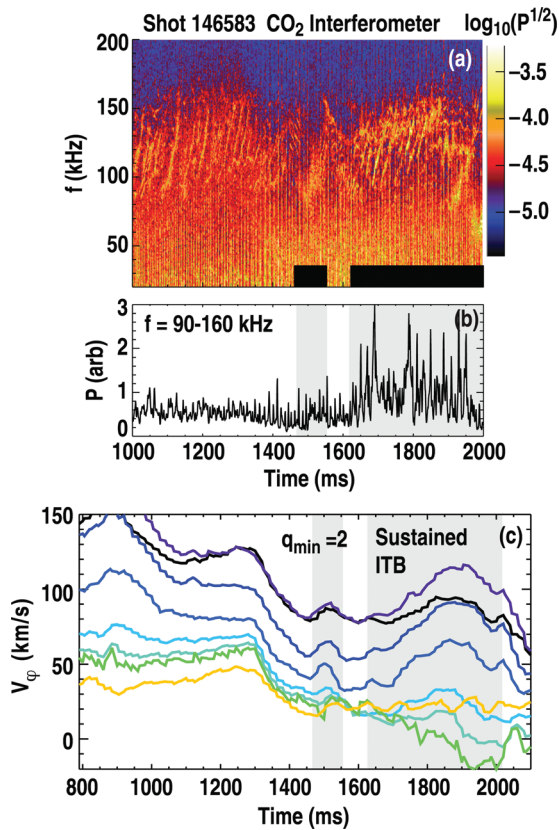 Shot 146583 CO2 Interferometer log10(P1/2)
(a)
200
150
100
50
f (kHz)
−3.5
−4.0
−4.5
−5.0
f = 90-160 kHz
(b)
3
2
1
0
P (arb)
1000 1200 1400 1600 1800 2000
Time (ms)
qmin =2
Sustained
ITB
(c)
150
100
50
0
Vφ (km/s)
800 1000 1200 1400 1600 1800 2000
Time (ms)